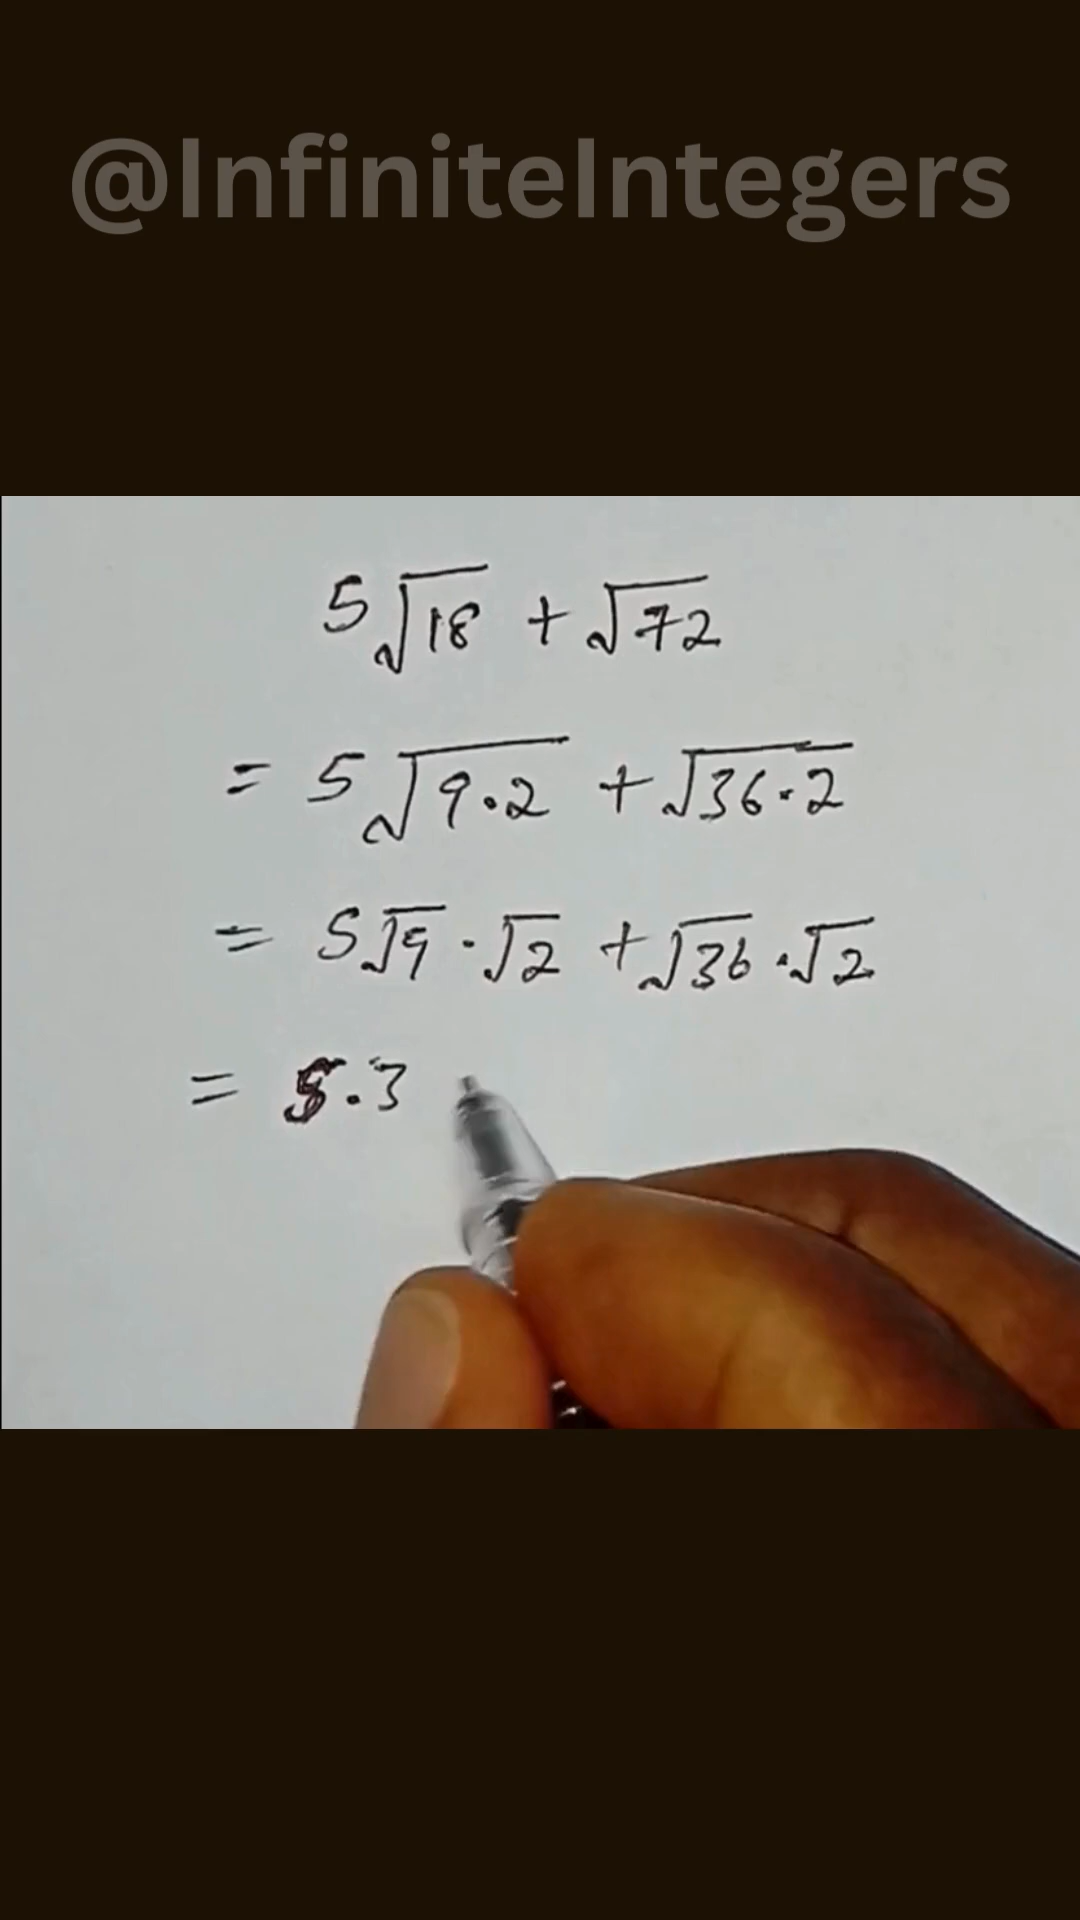 @InfiniteIntegers
5√18 + √72
= 5√9·2 + √36·2
= 5√9 · √2 + √36 · √2
= 5·3